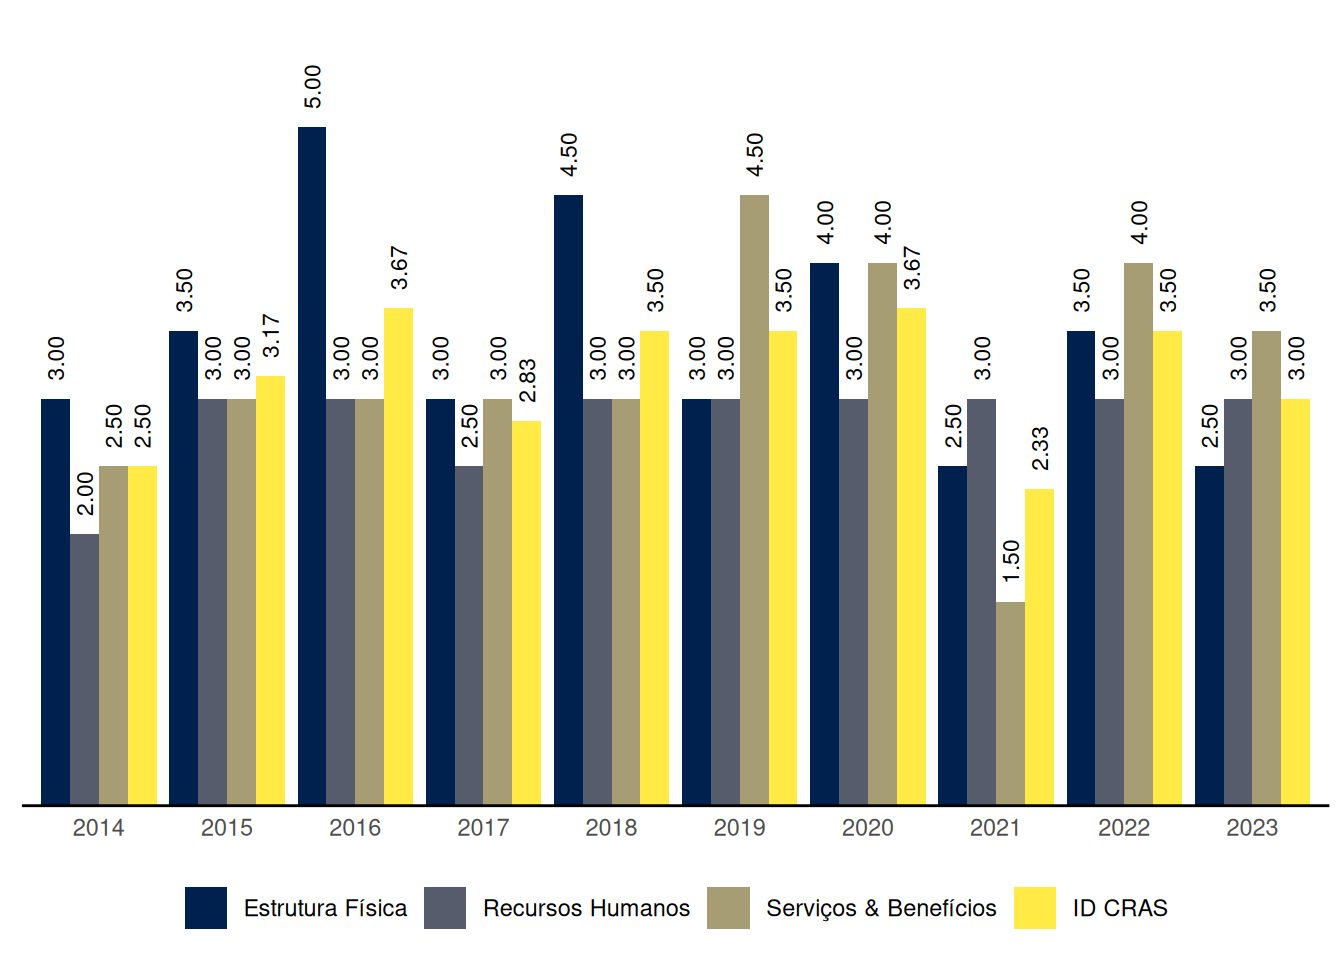 3.00 2.00 2.50 2.50 3.50 3.00 3.00 3.17 5.00 3.00 3.00 3.67 3.00 2.50 3.00 2.83 4.50 3.00 3.00 3.50 3.00 3.00 4.50 3.50 4.00 3.00 4.00 3.67 2.50 3.00 1.50 2.33 3.50 3.00 4.00 3.50 2.50 3.00 3.50 3.00
2014 2015 2016 2017 2018 2019 2020 2021 2022 2023
Estrutura Física Recursos Humanos Serviços & Benefícios ID CRAS